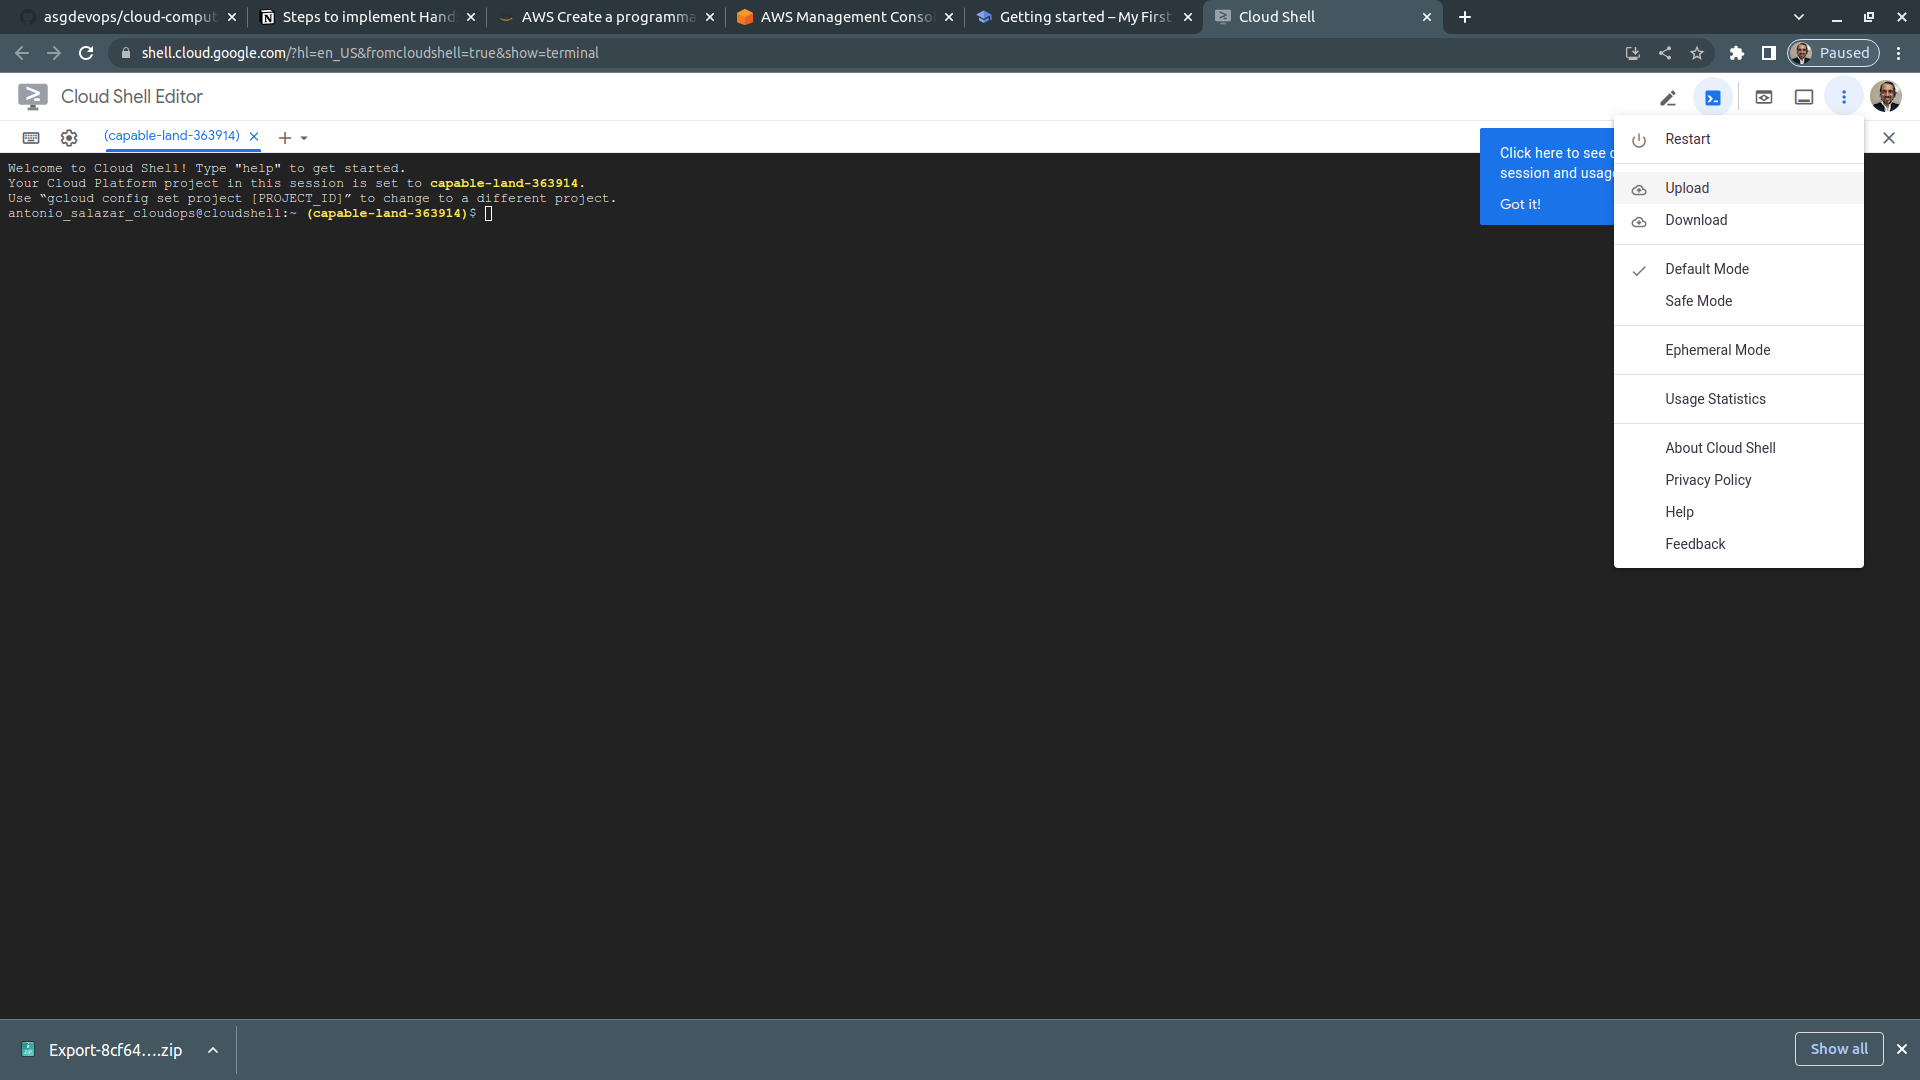 asgdevops/cloud-comput
Steps to implement Hand
AWS Create a programma
AWS Management Consol
Getting started – My First
Cloud Shell
shell.cloud.google.com/?hl=en_US&fromcloudshell=true&show=terminal
Paused
Cloud Shell Editor
(capable-land-363914)
Welcome to Cloud Shell! Type "help" to get started.
Your Cloud Platform project in this session is set to capable-land-363914.
Use “gcloud config set project [PROJECT_ID]” to change to a different project.
antonio_salazar_cloudops@cloudshell:~ (capable-land-363914)$
Click here to see
session and usag
Got it!
Restart
Upload
Download
Default Mode
Safe Mode
Ephemeral Mode
Usage Statistics
About Cloud Shell
Privacy Policy
Help
Feedback
Export-8cf64....zip
Show all